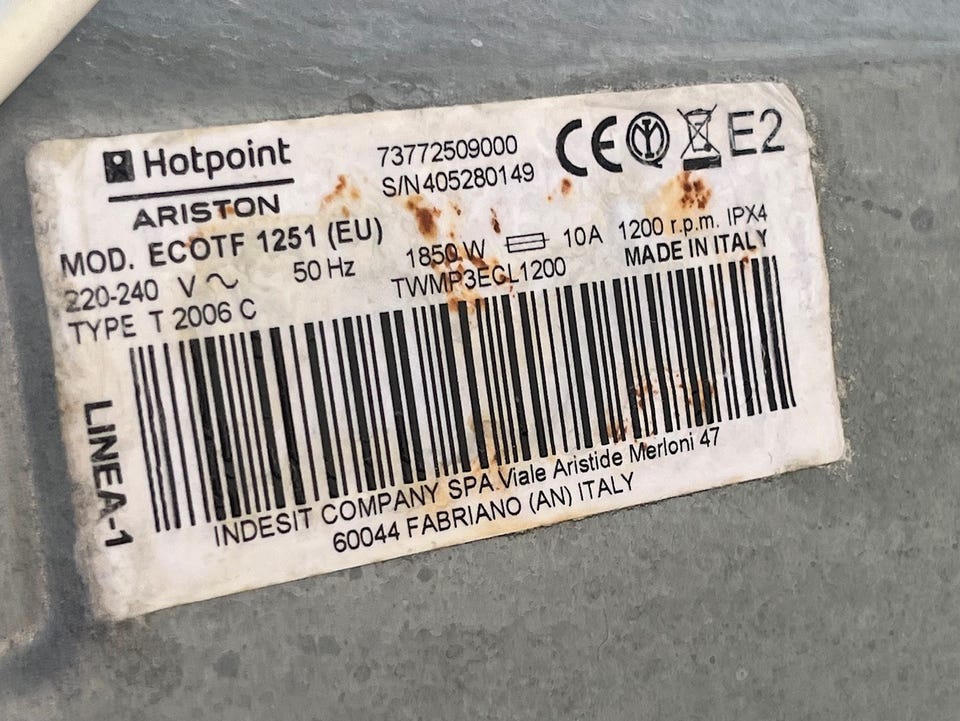 Hotpoint
ARISTON
73772509000
S/N 405280149
CE E2
MOD. ECOTF 1251 (EU)
220-240 V ~ 50 Hz
1850 W 10A 1200 r.p.m. IPX4
TYPE T 2006 C
TWMP3ECL1200
MADE IN ITALY
LINEA-1
INDESIT COMPANY SPA Viale Aristide Merloni 47
60044 FABRIANO (AN) ITALY